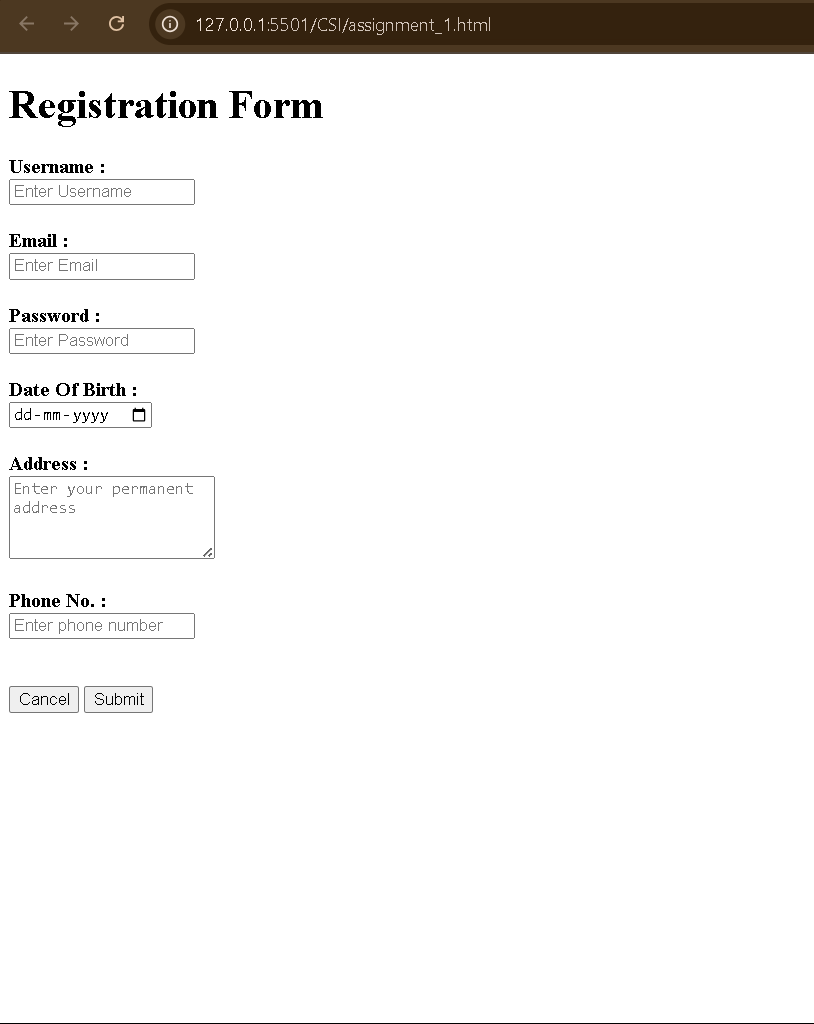 127.0.0.1:5501/CSI/assignment_1.html
Registration Form
Username :
Enter Username
Email :
Enter Email
Password :
Enter Password
Date Of Birth :
dd-mm-yyyy
Address :
Enter your permanent
address
Phone No. :
Enter phone number
Cancel Submit